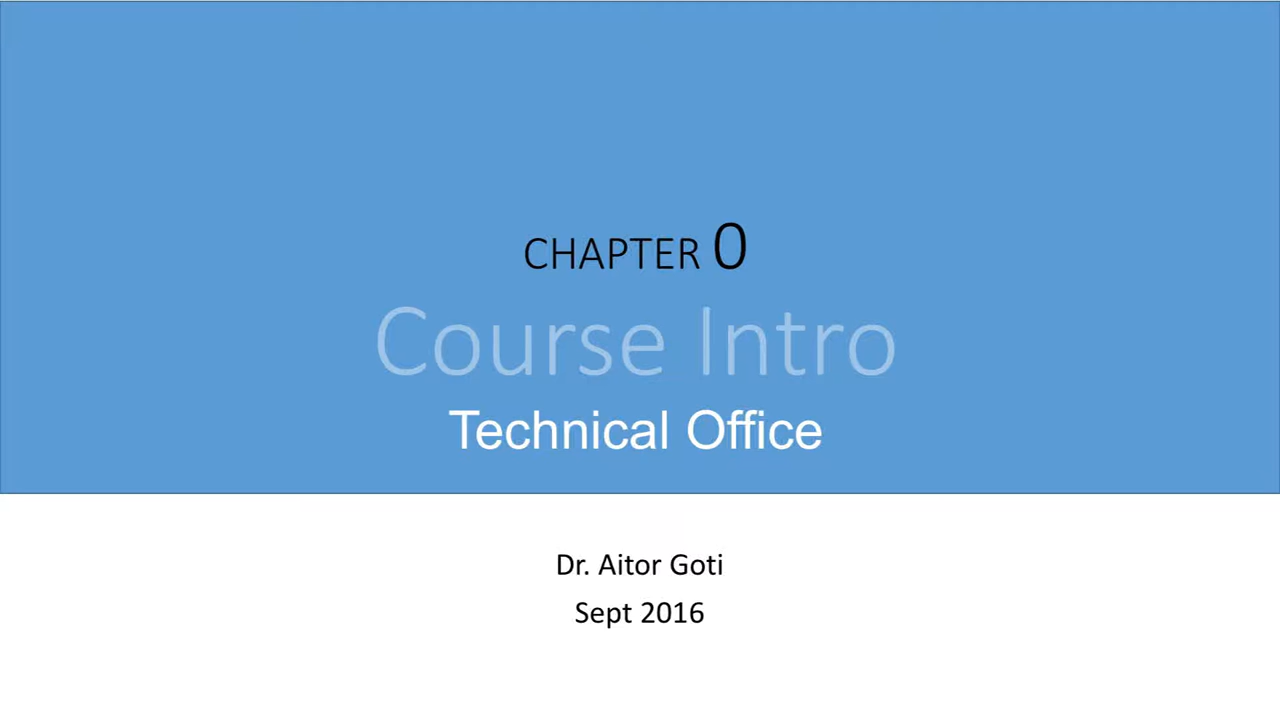 CHAPTER 0
Course Intro
Technical Office
Dr. Aitor Goti
Sept 2016